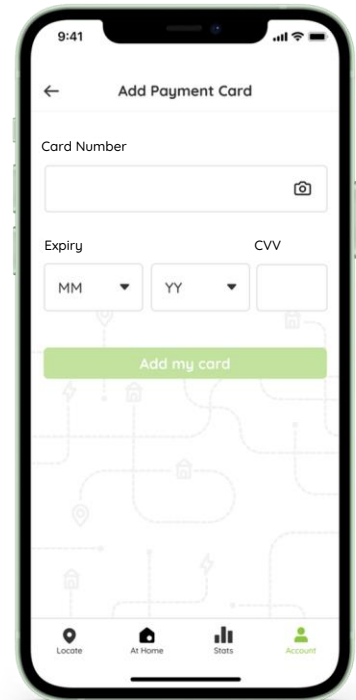 9:41
Add Payment Card
Card Number
Expiry CVV
MM YY
Add my card
Locate At Home Stats Account